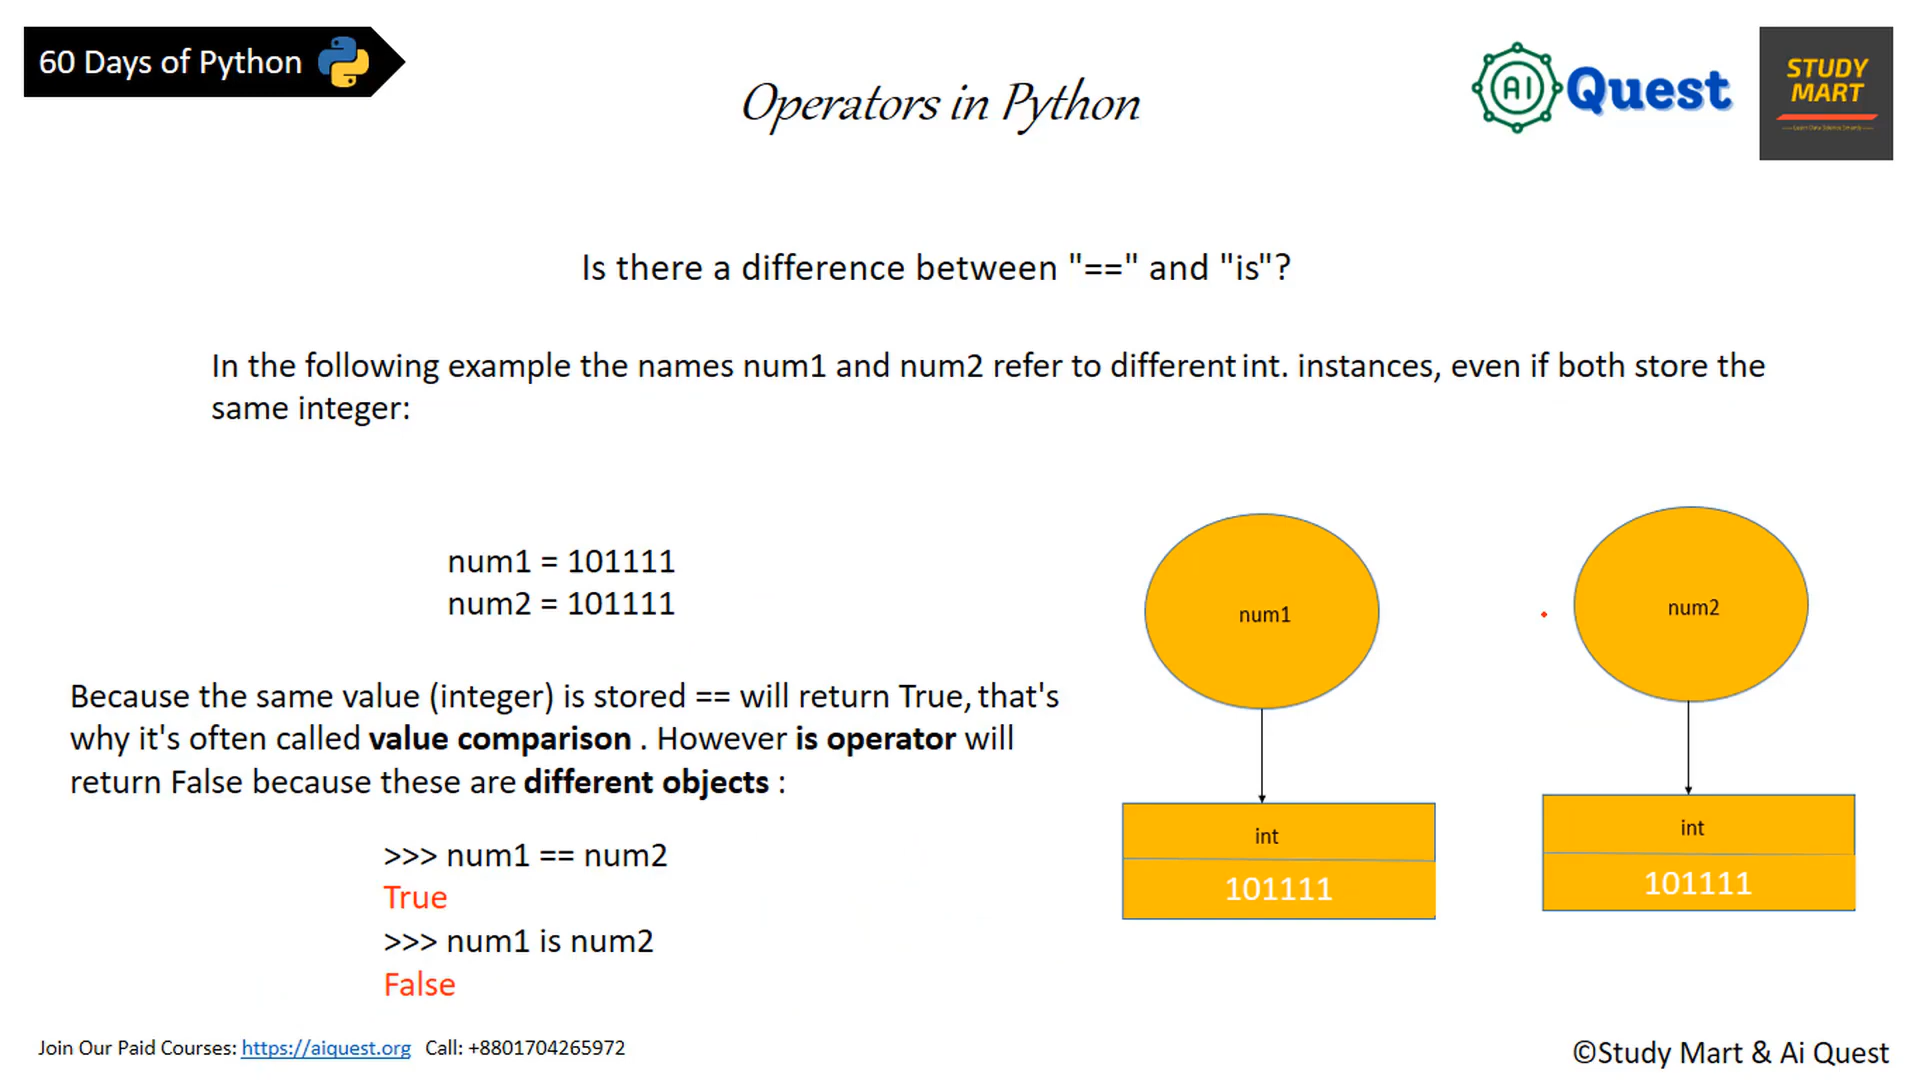 60 Days of Python
Operators in Python
AI Quest
STUDY
MART
Is there a difference between "==" and "is"?
In the following example the names num1 and num2 refer to different int. instances, even if both store the
same integer:
num1 = 101111
num2 = 101111
num1
num2
Because the same value (integer) is stored == will return True, that's
why it's often called value comparison . However is operator will
return False because these are different objects :
int
101111
int
101111
>>> num1 == num2
True
>>> num1 is num2
False
Join Our Paid Courses: https://aiquest.org Call: +8801704265972
©Study Mart & Ai Quest